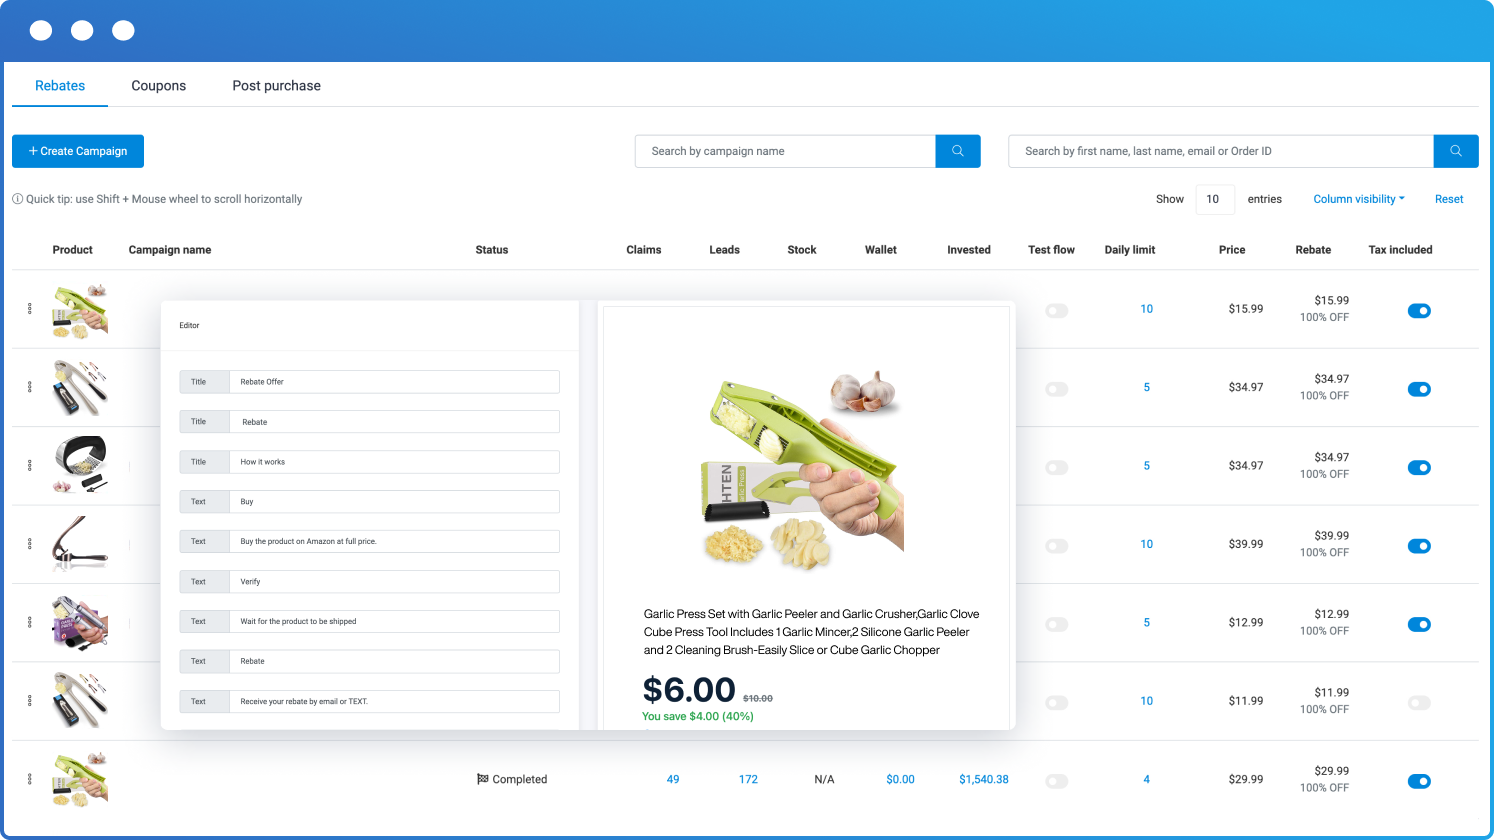 Rebates Coupons Post purchase
+ Create Campaign
Search by campaign name
Search by first name, last name, email or Order ID
Quick tip: use Shift + Mouse wheel to scroll horizontally
Show 10 entries Column visibility Reset
Product Campaign name Status Claims Leads Stock Wallet Invested Test flow Daily limit Price Rebate Tax included
10 $15.99 $15.99
100% OFF
5 $34.97 $34.97
100% OFF
5 $34.97 $34.97
100% OFF
10 $39.99 $39.99
100% OFF
5 $12.99 $12.99
100% OFF
10 $11.99 $11.99
100% OFF
Completed 49 172 N/A $0.00 $1,540.38 4 $29.99 $29.99
100% OFF
Editor
Title Rebate Offer
Title Rebate
Title How it works
Text Buy
Text Buy the product on Amazon at full price.
Text Verify
Text Wait for the product to be shipped
Text Rebate
Text Receive your rebate by email or TEXT.
HTEN
Garlic Press Set with Garlic Peeler and Garlic Crusher,Garlic Clove
Cube Press Tool Includes 1 Garlic Mincer,2 Silicone Garlic Peeler
and 2 Cleaning Brush-Easily Slice or Cube Garlic Chopper
$6.00 $10.00
You save $4.00 (40%)